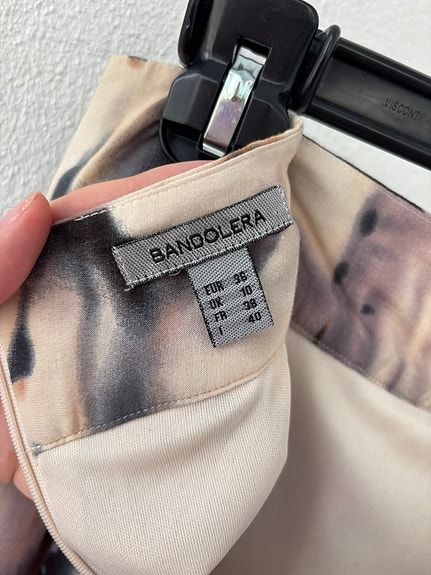 VISCONT
BANDOLERA
EUR 36
UK 10
FR 38
I 40